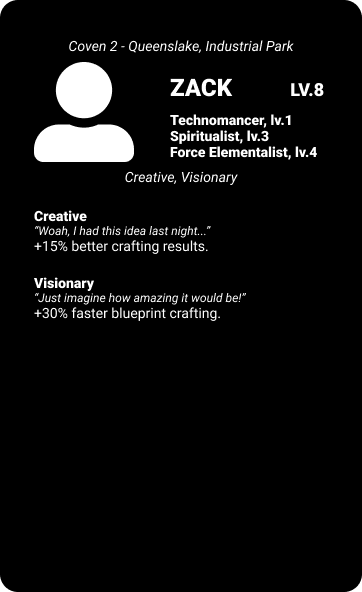 Coven 2 - Queenslake, Industrial Park
ZACK LV.8
Technomancer, lv.1
Spiritualist, lv.3
Force Elementalist, lv.4
Creative, Visionary
Creative
“Woah, I had this idea last night...”
+15% better crafting results.
Visionary
“Just imagine how amazing it would be!”
+30% faster blueprint crafting.